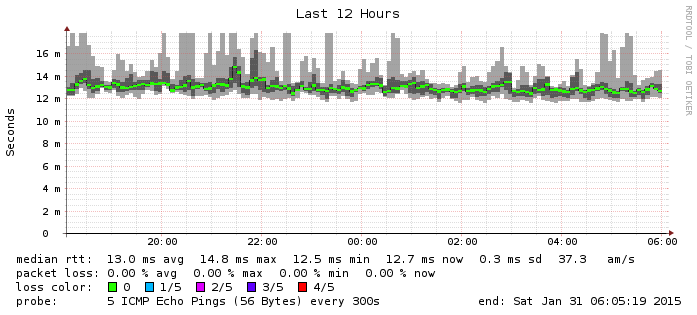 Last 12 Hours
RRDTOOL / TOBI OETIKER
Seconds
16 m
14 m
12 m
10 m
8 m
6 m
4 m
2 m
0
20:00 22:00 00:00 02:00 04:00 06:00
median rtt: 13.0 ms avg 14.8 ms max 12.5 ms min 12.7 ms now 0.3 ms sd 37.3 am/s
packet loss: 0.00 % avg 0.00 % max 0.00 % min 0.00 % now
loss color: 0 1/5 2/5 3/5 4/5
probe: 5 ICMP Echo Pings (56 Bytes) every 300s end: Sat Jan 31 06:05:19 2015